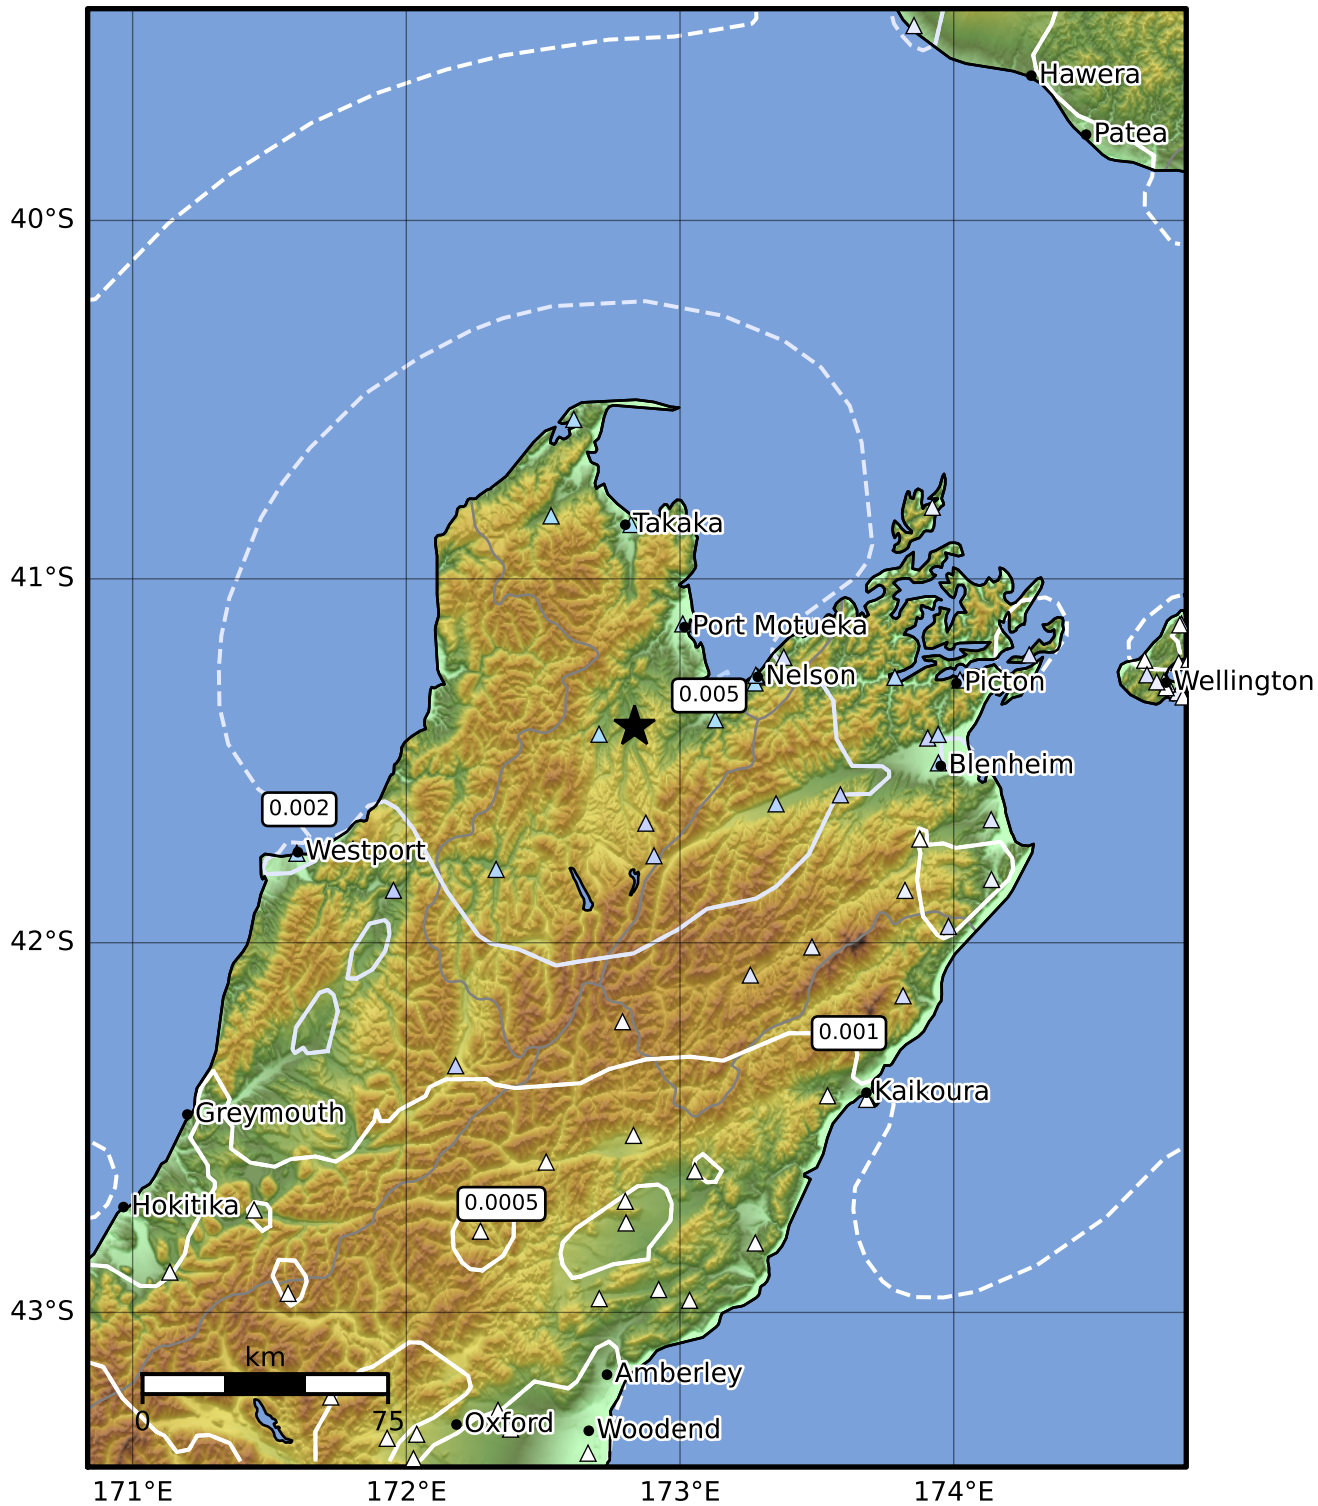 Hawera
Patea
40°S
Takaka
41°S
Port Motueka
Nelson
Picton
Wellington
0.005
Blenheim
0.002
Westport
42°S
0.001
Kaikoura
Greymouth
Hokitika
0.0005
43°S
km
Amberley
0
75
Oxford
Woodend
171°E
172°E
173°E
174°E